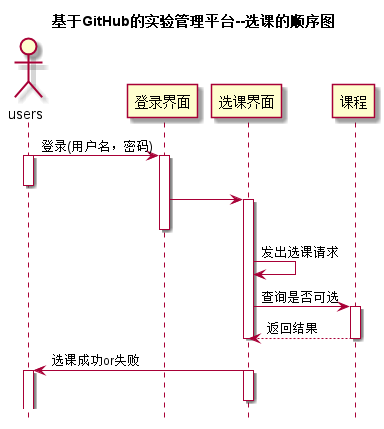 基于GitHub的实验管理平台--选课的顺序图
users
登录界面
选课界面
课程
登录(用户名，密码)
发出选课请求
查询是否可选
返回结果
选课成功or失败